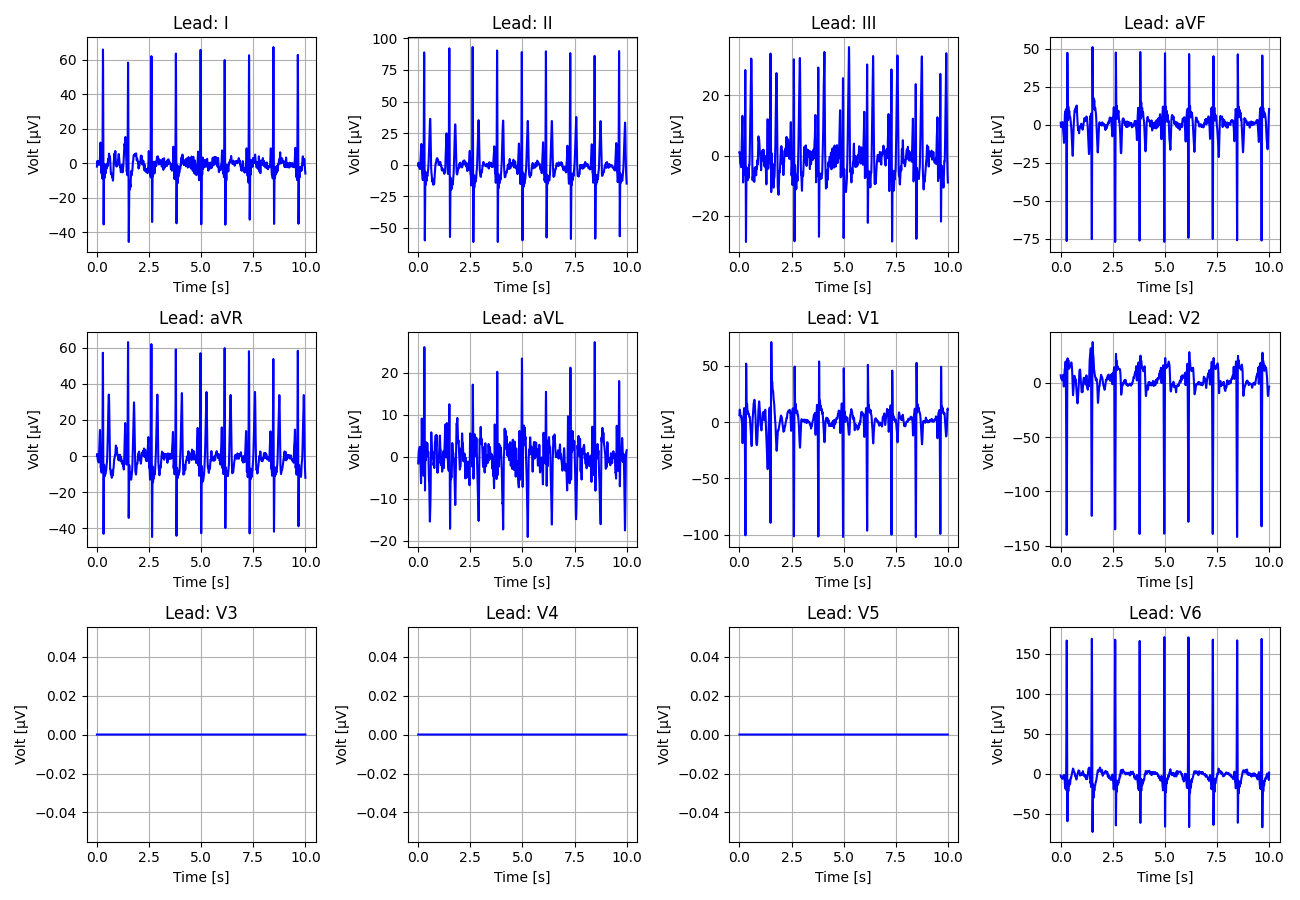 Lead: I
Lead: II
Lead: III
Lead: aVF
Volt [µV]
60
40
20
0
−20
−40
0.0 2.5 5.0 7.5 10.0
Time [s]
Volt [µV]
100
75
50
25
0
−25
−50
0.0 2.5 5.0 7.5 10.0
Time [s]
Volt [µV]
20
0
−20
0.0 2.5 5.0 7.5 10.0
Time [s]
Volt [µV]
50
25
0
−25
−50
−75
0.0 2.5 5.0 7.5 10.0
Time [s]
Lead: aVR
Lead: aVL
Lead: V1
Lead: V2
Volt [µV]
60
40
20
0
−20
−40
0.0 2.5 5.0 7.5 10.0
Time [s]
Volt [µV]
20
10
0
−10
−20
0.0 2.5 5.0 7.5 10.0
Time [s]
Volt [µV]
50
0
−50
−100
0.0 2.5 5.0 7.5 10.0
Time [s]
Volt [µV]
0
−50
−100
−150
0.0 2.5 5.0 7.5 10.0
Time [s]
Lead: V3
Lead: V4
Lead: V5
Lead: V6
Volt [µV]
0.04
0.02
0.00
−0.02
−0.04
0.0 2.5 5.0 7.5 10.0
Time [s]
Volt [µV]
0.04
0.02
0.00
−0.02
−0.04
0.0 2.5 5.0 7.5 10.0
Time [s]
Volt [µV]
0.04
0.02
0.00
−0.02
−0.04
0.0 2.5 5.0 7.5 10.0
Time [s]
Volt [µV]
150
100
50
0
−50
0.0 2.5 5.0 7.5 10.0
Time [s]